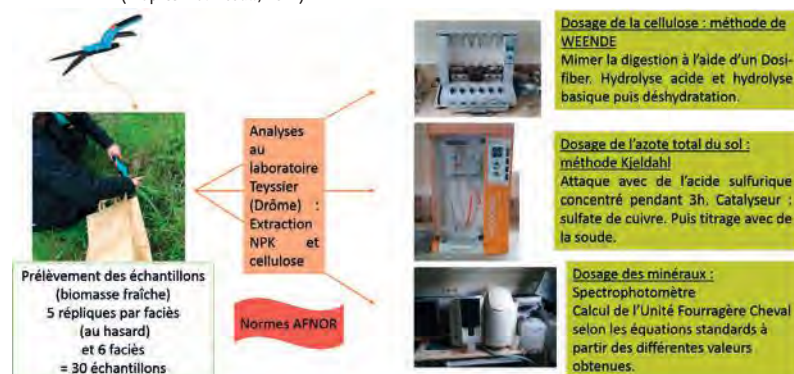 Dosage de la cellulose : méthode de
WEENDE
Mimer la digestion à l'aide d'un Dosi-
fiber. Hydrolyse acide et hydrolyse
basique puis déshydratation.
Analyses
au
laboratoire
Teyssier
(Drôme) :
Extraction
NPK et
cellulose
Dosage de l'azote total du sol :
méthode Kjeldahl
Attaque avec de l'acide sulfurique
concentré pendant 3h. Catalyseur :
sulfate de cuivre. Puis titrage avec de
la soude.
Prélèvement des échantillons
(biomasse fraîche)
5 répliques par faciès
(au hasard)
et 6 faciès
= 30 échantillons
Normes AFNOR
Dosage des minéraux :
Spectrophotomètre
Calcul de l'Unité Fourragère Cheval
selon les équations standards à
partir des différentes valeurs
obtenues.